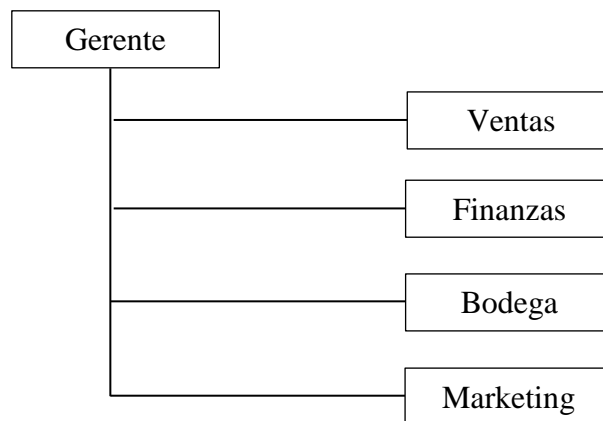 Gerente
Ventas
Finanzas
Bodega
Marketing